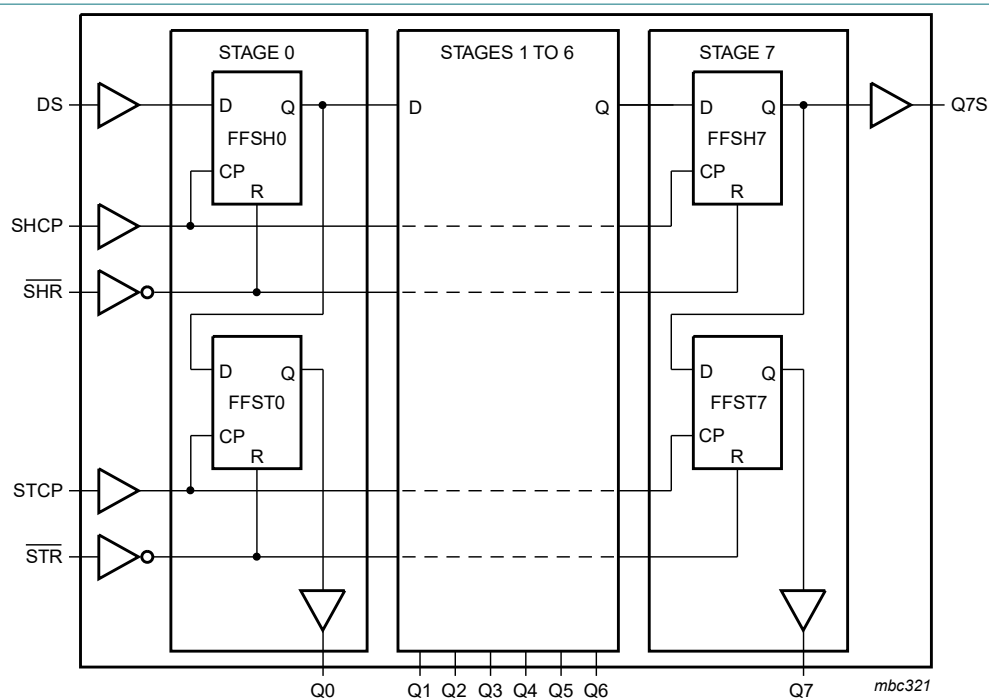 STAGE 0 STAGES 1 TO 6 STAGE 7
DS D Q D Q D Q Q7S
FFSH0 FFSH7
CP CP
R R
SHCP
SHR
D Q D Q
FFST0 FFST7
CP CP
R R
STCP
STR
Q0 Q1 Q2 Q3 Q4 Q5 Q6 Q7
mbc321